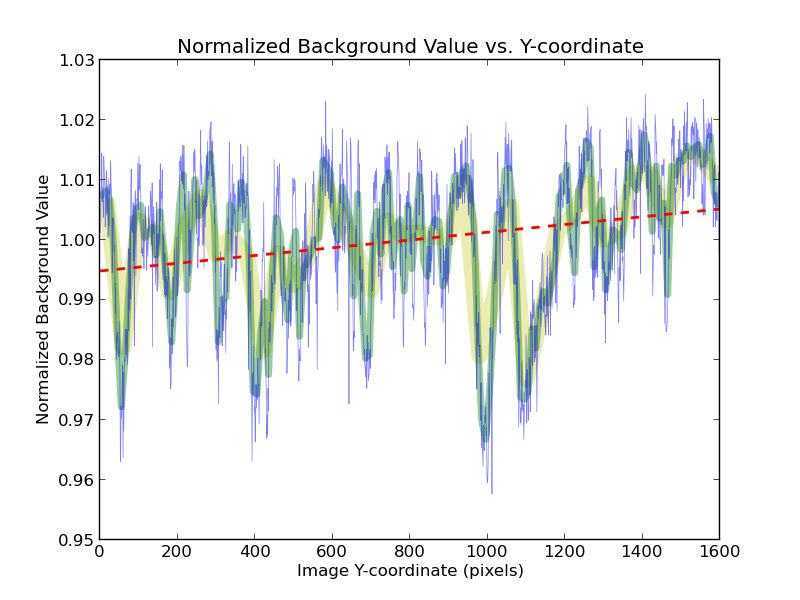 Normalized Background Value vs. Y-coordinate
1.03
1.02
1.01
1.00
0.99
0.98
0.97
0.96
0.95
Normalized Background Value
0 200 400 600 800 1000 1200 1400 1600
Image Y-coordinate (pixels)